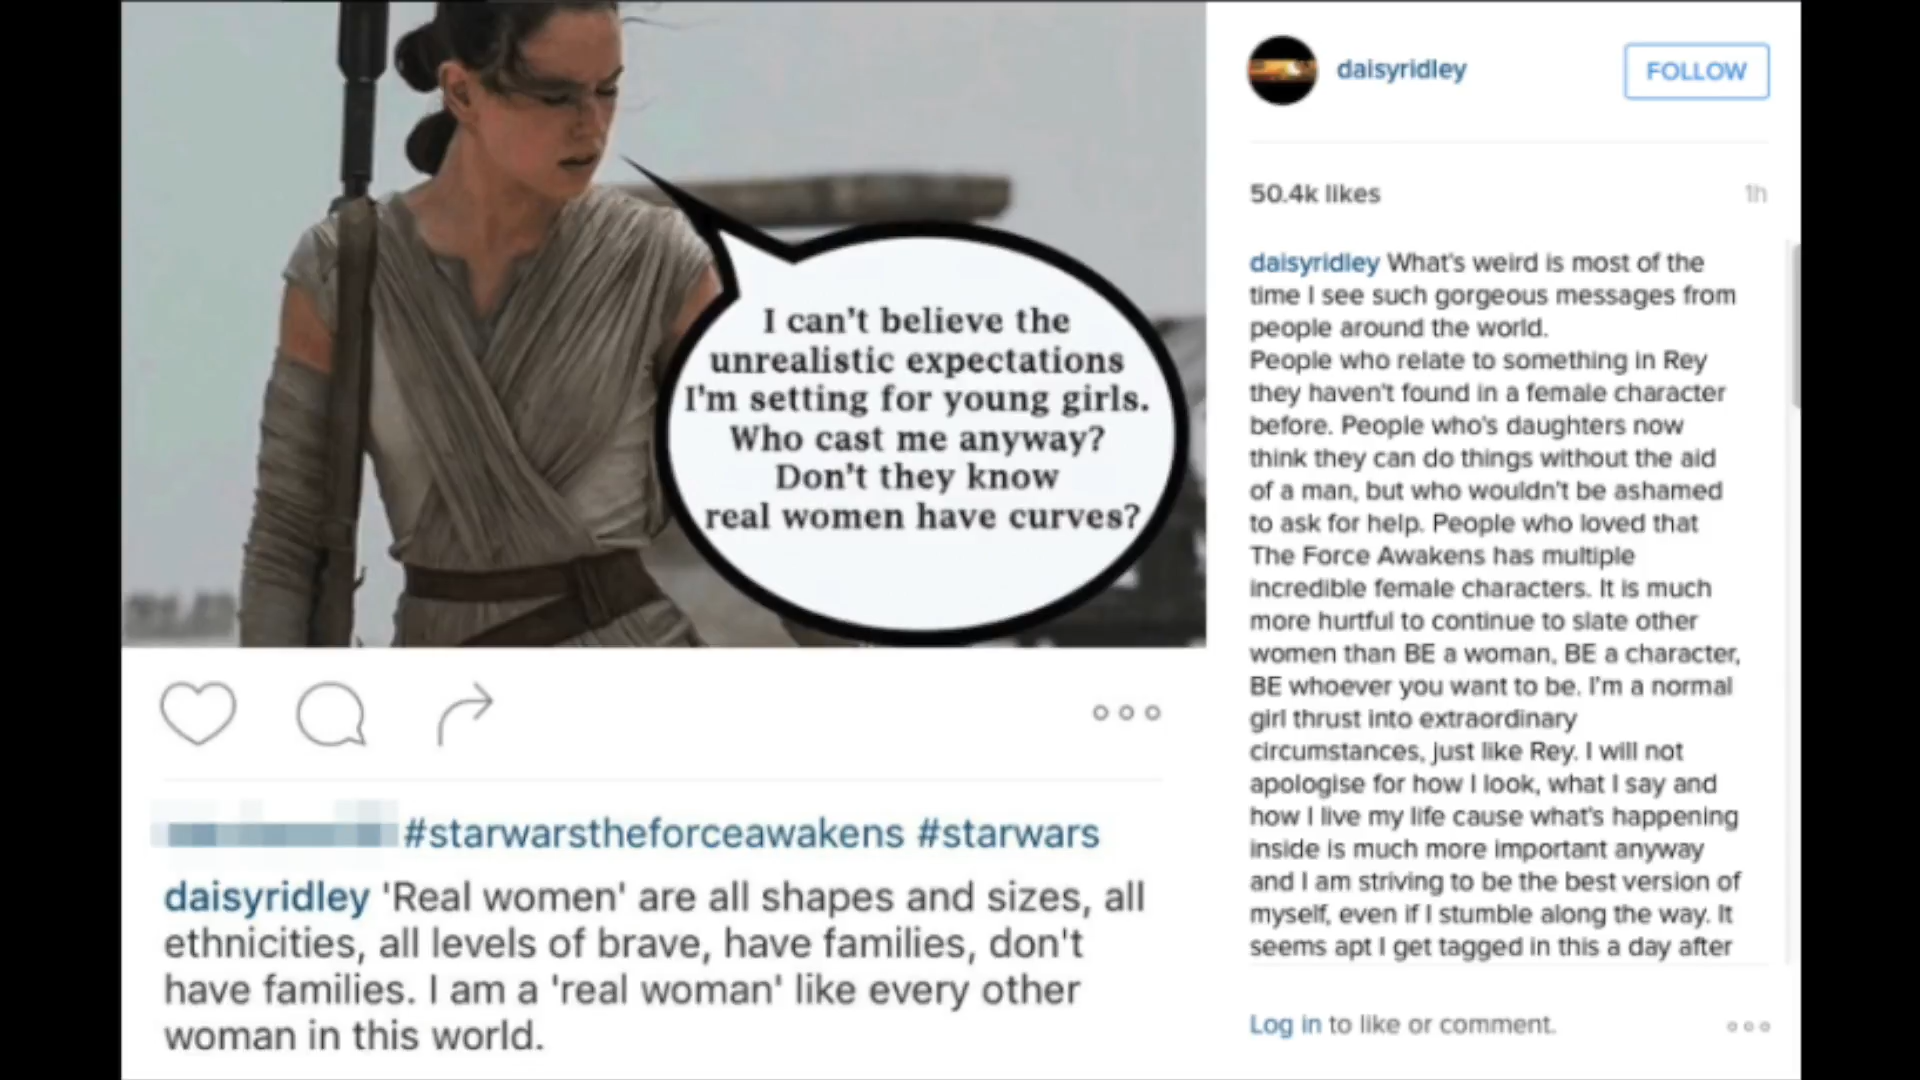 I can't believe the
unrealistic expectations
I'm setting for young girls.
Who cast me anyway?
Don't they know
real women have curves?
#starwarstheforceawakens #starwars
daisyridley 'Real women' are all shapes and sizes, all
ethnicities, all levels of brave, have families, don't
have families. I am a 'real woman' like every other
woman in this world.
daisyridley
FOLLOW
50.4k likes
1h
daisyridley What's weird is most of the
time I see such gorgeous messages from
people around the world.
People who relate to something in Rey
they haven't found in a female character
before. People who's daughters now
think they can do things without the aid
of a man, but who wouldn't be ashamed
to ask for help. People who loved that
The Force Awakens has multiple
incredible female characters. It is much
more hurtful to continue to slate other
women than BE a woman, BE a character,
BE whoever you want to be. I'm a normal
girl thrust into extraordinary
circumstances, just like Rey. I will not
apologise for how I look, what I say and
how I live my life cause what's happening
inside is much more important anyway
and I am striving to be the best version of
myself, even if I stumble along the way. It
seems apt I get tagged in this a day after
Log in to like or comment.